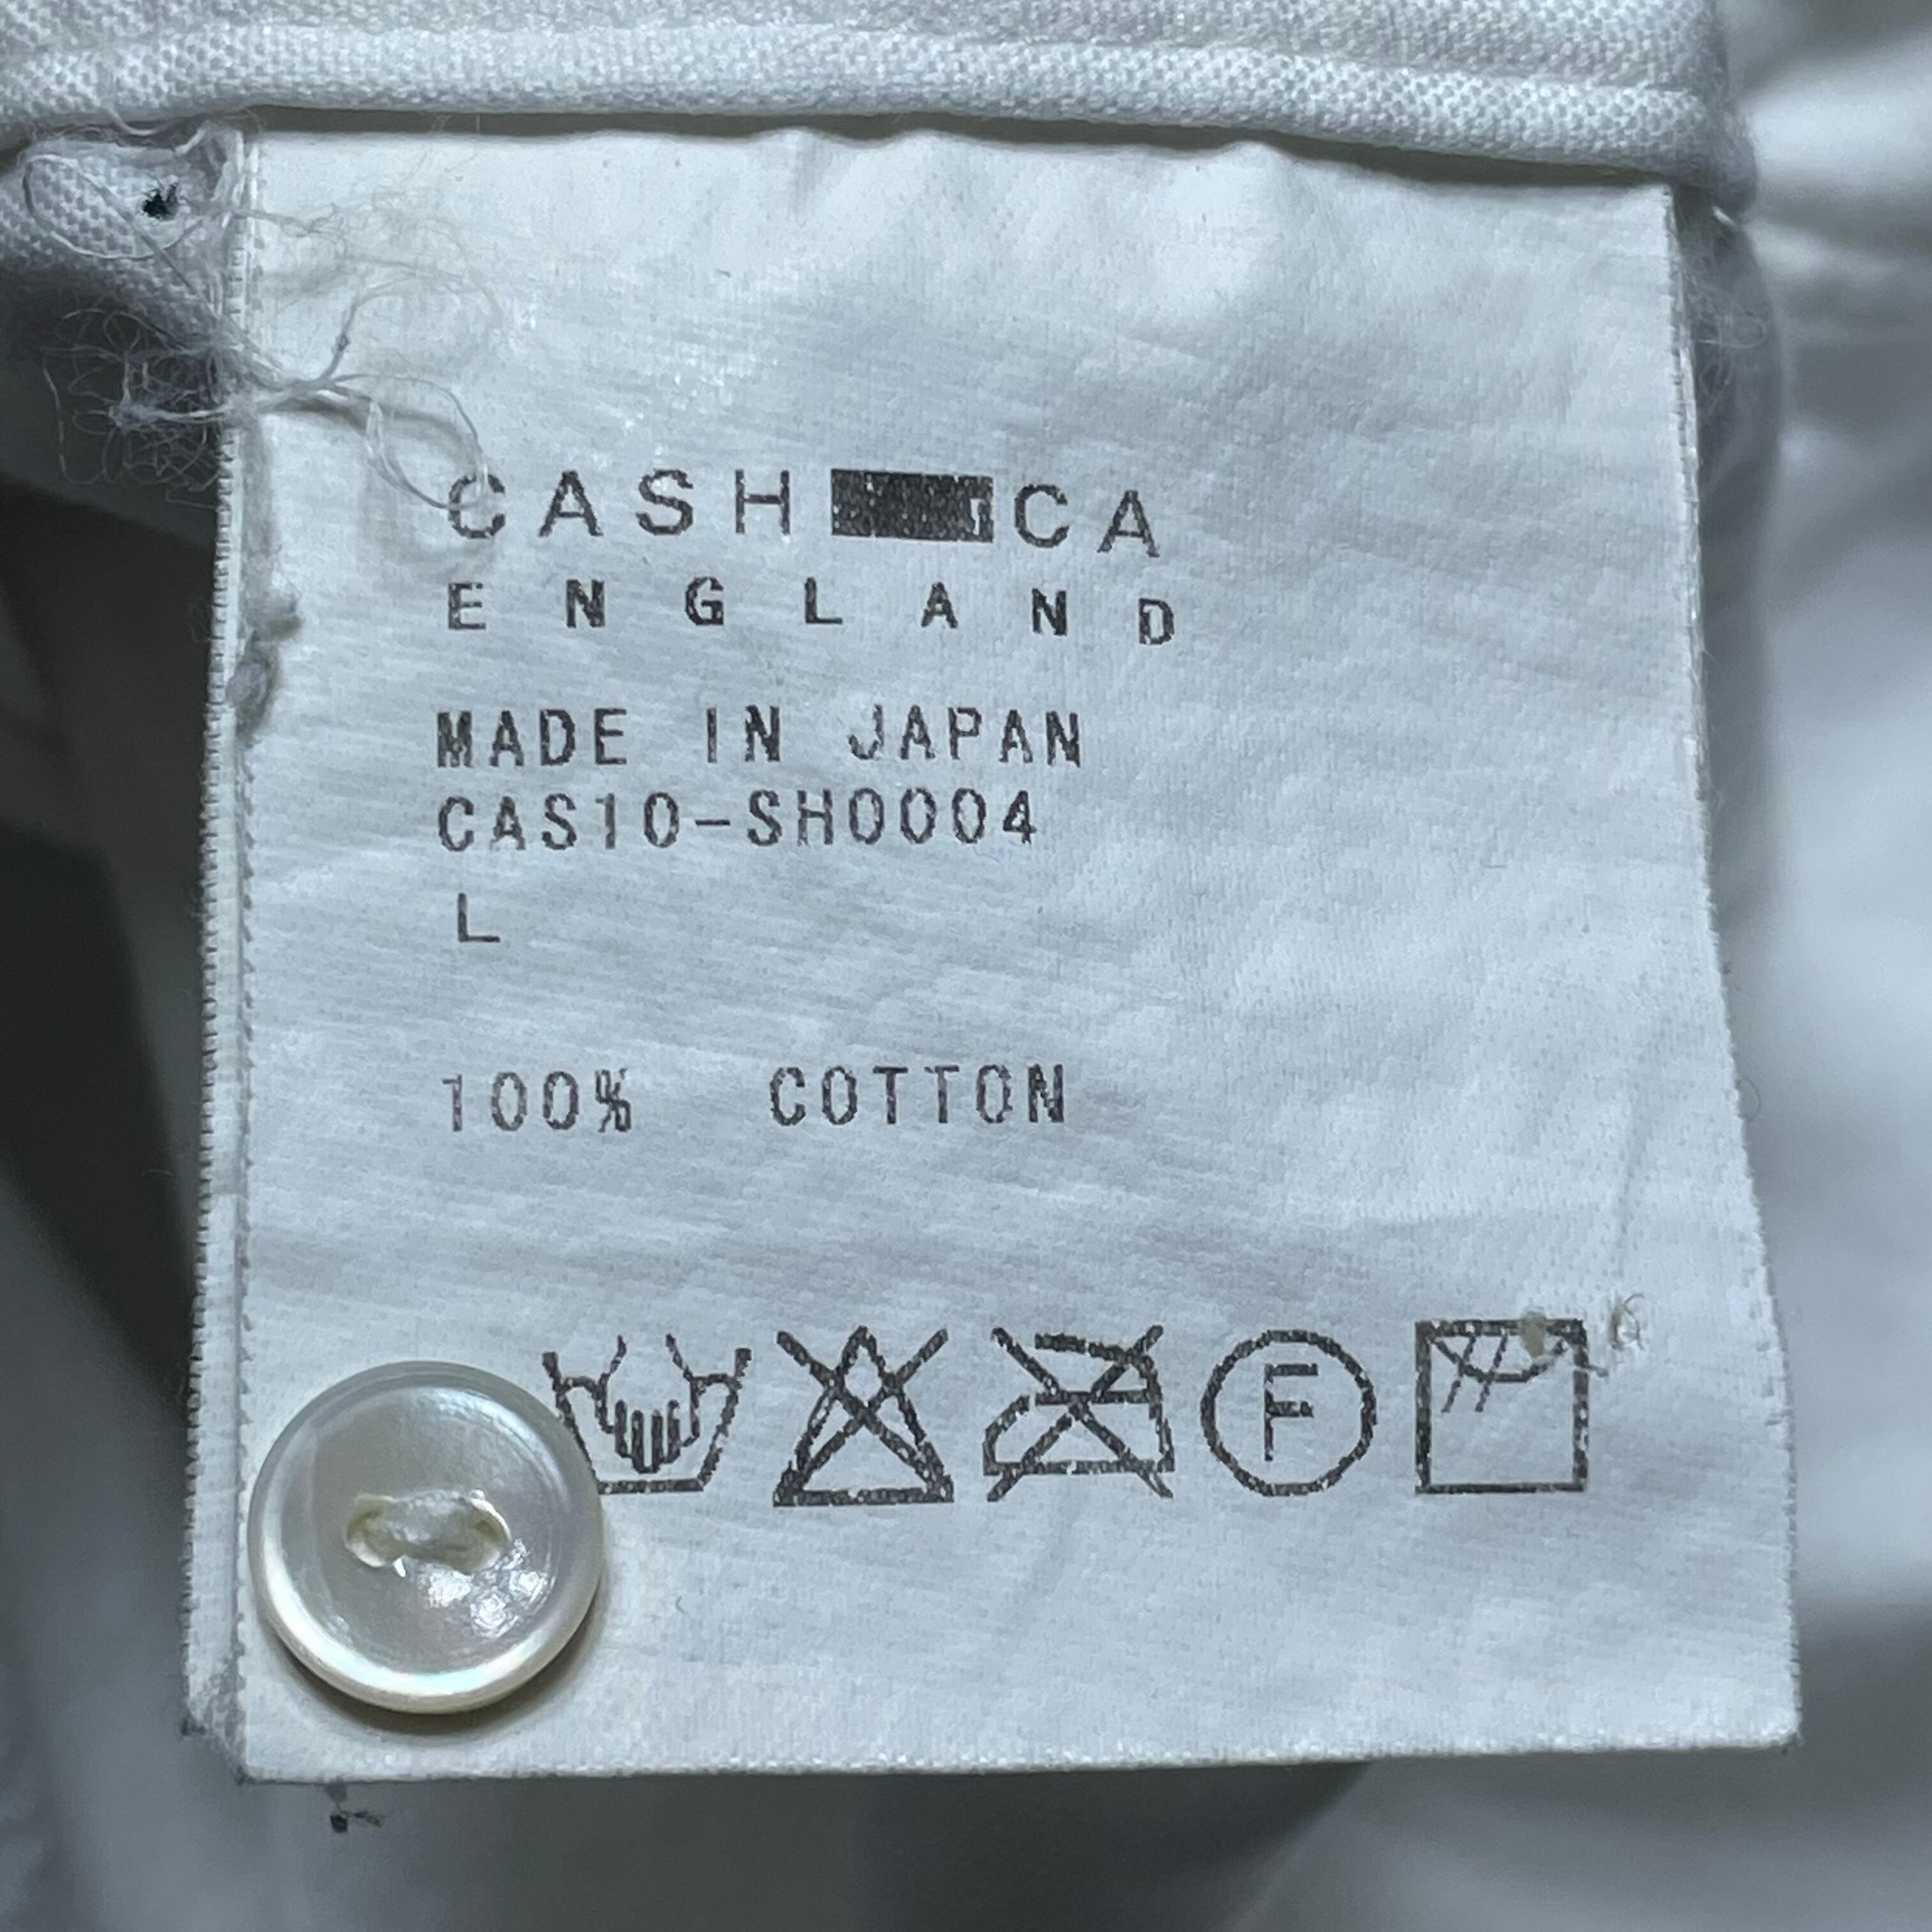 CASH CA
ENGLAND
MADE IN JAPAN
CAS10-SH0004
L
100% COTTON
F